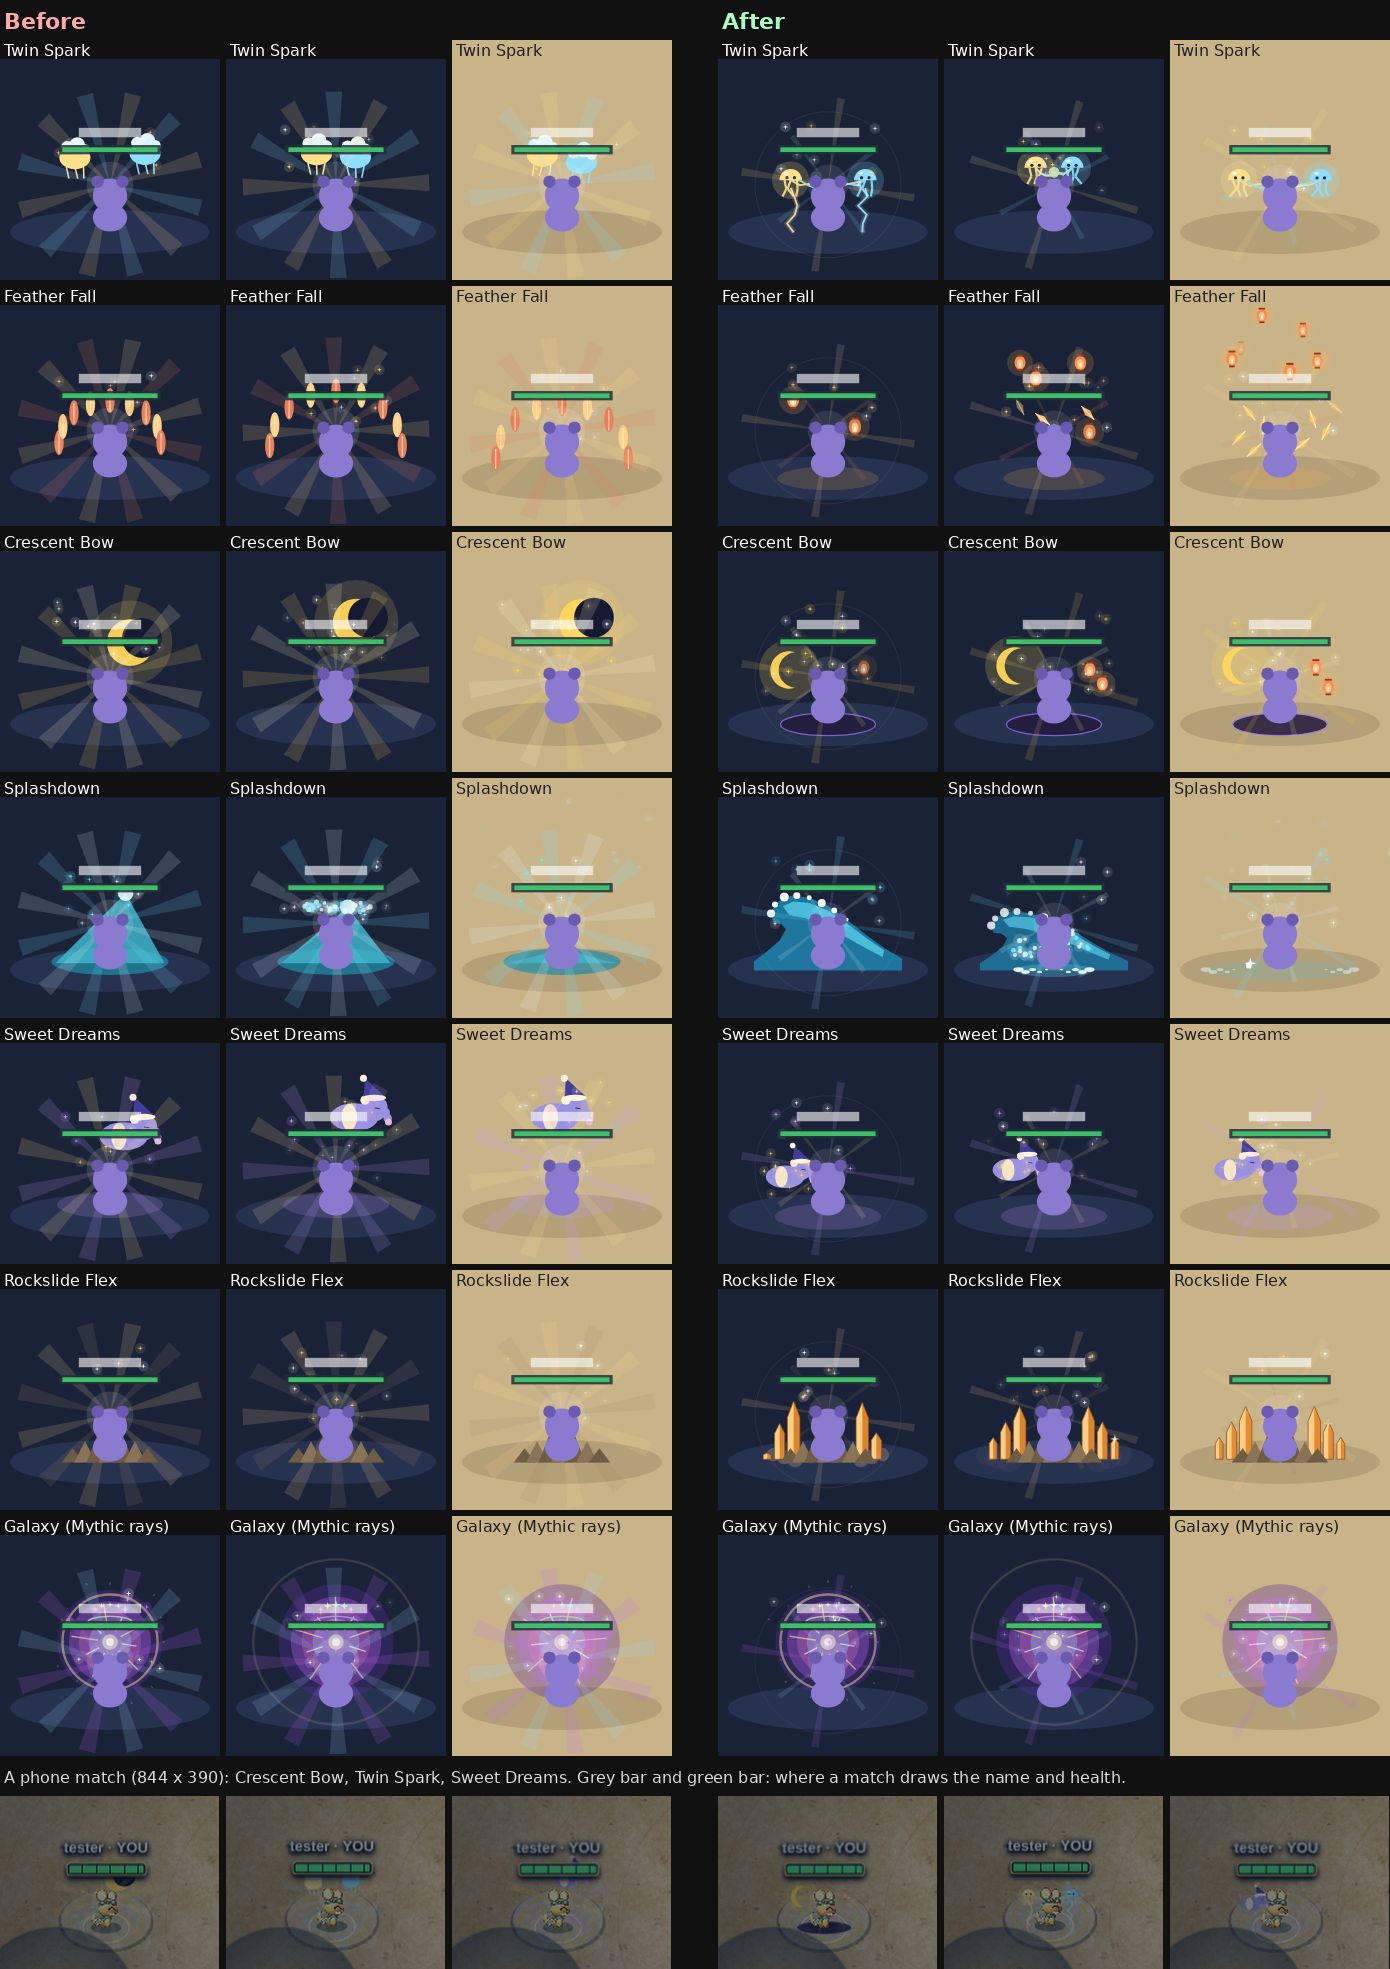 Before After
Twin Spark Twin Spark Twin Spark Twin Spark Twin Spark Twin Spark
Feather Fall Feather Fall Feather Fall Feather Fall Feather Fall Feather Fall
Crescent Bow Crescent Bow Crescent Bow Crescent Bow Crescent Bow Crescent Bow
Splashdown Splashdown Splashdown Splashdown Splashdown Splashdown
Sweet Dreams Sweet Dreams Sweet Dreams Sweet Dreams Sweet Dreams Sweet Dreams
Rockslide Flex Rockslide Flex Rockslide Flex Rockslide Flex Rockslide Flex Rockslide Flex
Galaxy (Mythic rays) Galaxy (Mythic rays) Galaxy (Mythic rays) Galaxy (Mythic rays) Galaxy (Mythic rays) Galaxy (Mythic rays)
A phone match (844 x 390): Crescent Bow, Twin Spark, Sweet Dreams. Grey bar and green bar: where a match draws the name and health.
tester · YOU tester · YOU tester · YOU tester · YOU tester · YOU tester · YOU